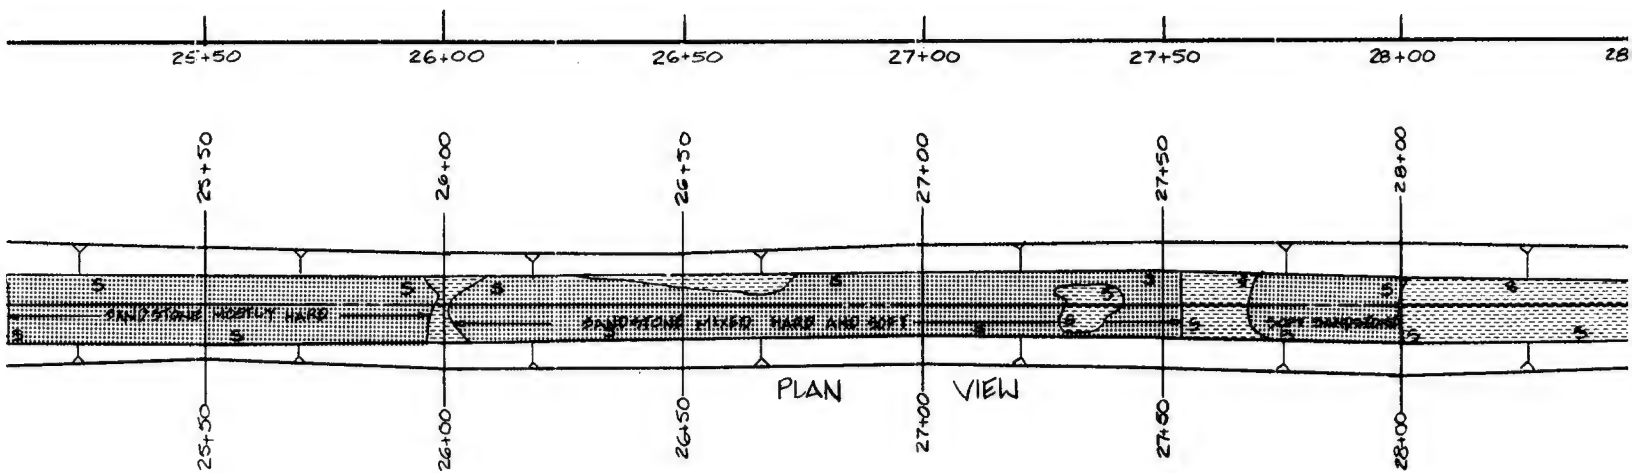 25+50 26+00 26+50 27+00 27+50 28+00 28
25+50 26+00 26+50 27+00 27+50 28+00
S S S S S S S S S
SANDSTONE MOSTLY HARD SANDSTONE MIXED HARD AND SOFT SOFT SANDSTONE
S S S S S S S S S
PLAN VIEW
25+50 26+00 26+50 27+00 27+50 28+00